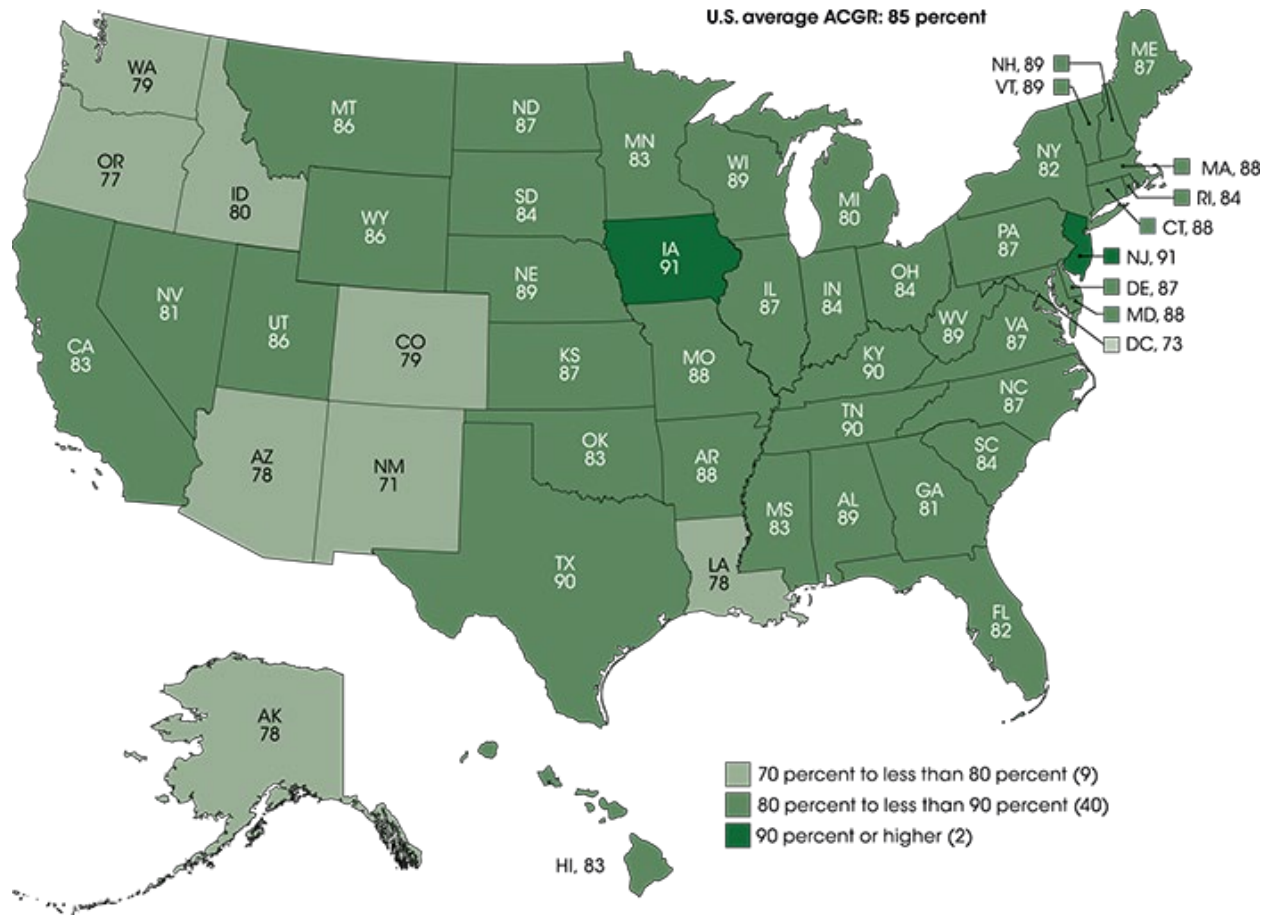 U.S. average ACGR: 85 percent
WA
79
OR
77
ID
80
MT
86
ND
87
MN
83
WI
89
MI
80
NY
82
ME
87
NH, 89
VT, 89
MA, 88
RI, 84
CT, 88
NJ, 91
DE, 87
MD, 88
DC, 73
WY
86
SD
84
IA
91
NE
89
IL
87
IN
84
OH
84
PA
87
WV
89
VA
87
CA
83
NV
81
UT
86
CO
79
KS
87
MO
88
KY
90
NC
87
TN
90
SC
84
AZ
78
NM
71
OK
83
AR
88
MS
83
AL
89
GA
81
TX
90
LA
78
FL
82
AK
78
HI, 83
70 percent to less than 80 percent (9)
80 percent to less than 90 percent (40)
90 percent or higher (2)